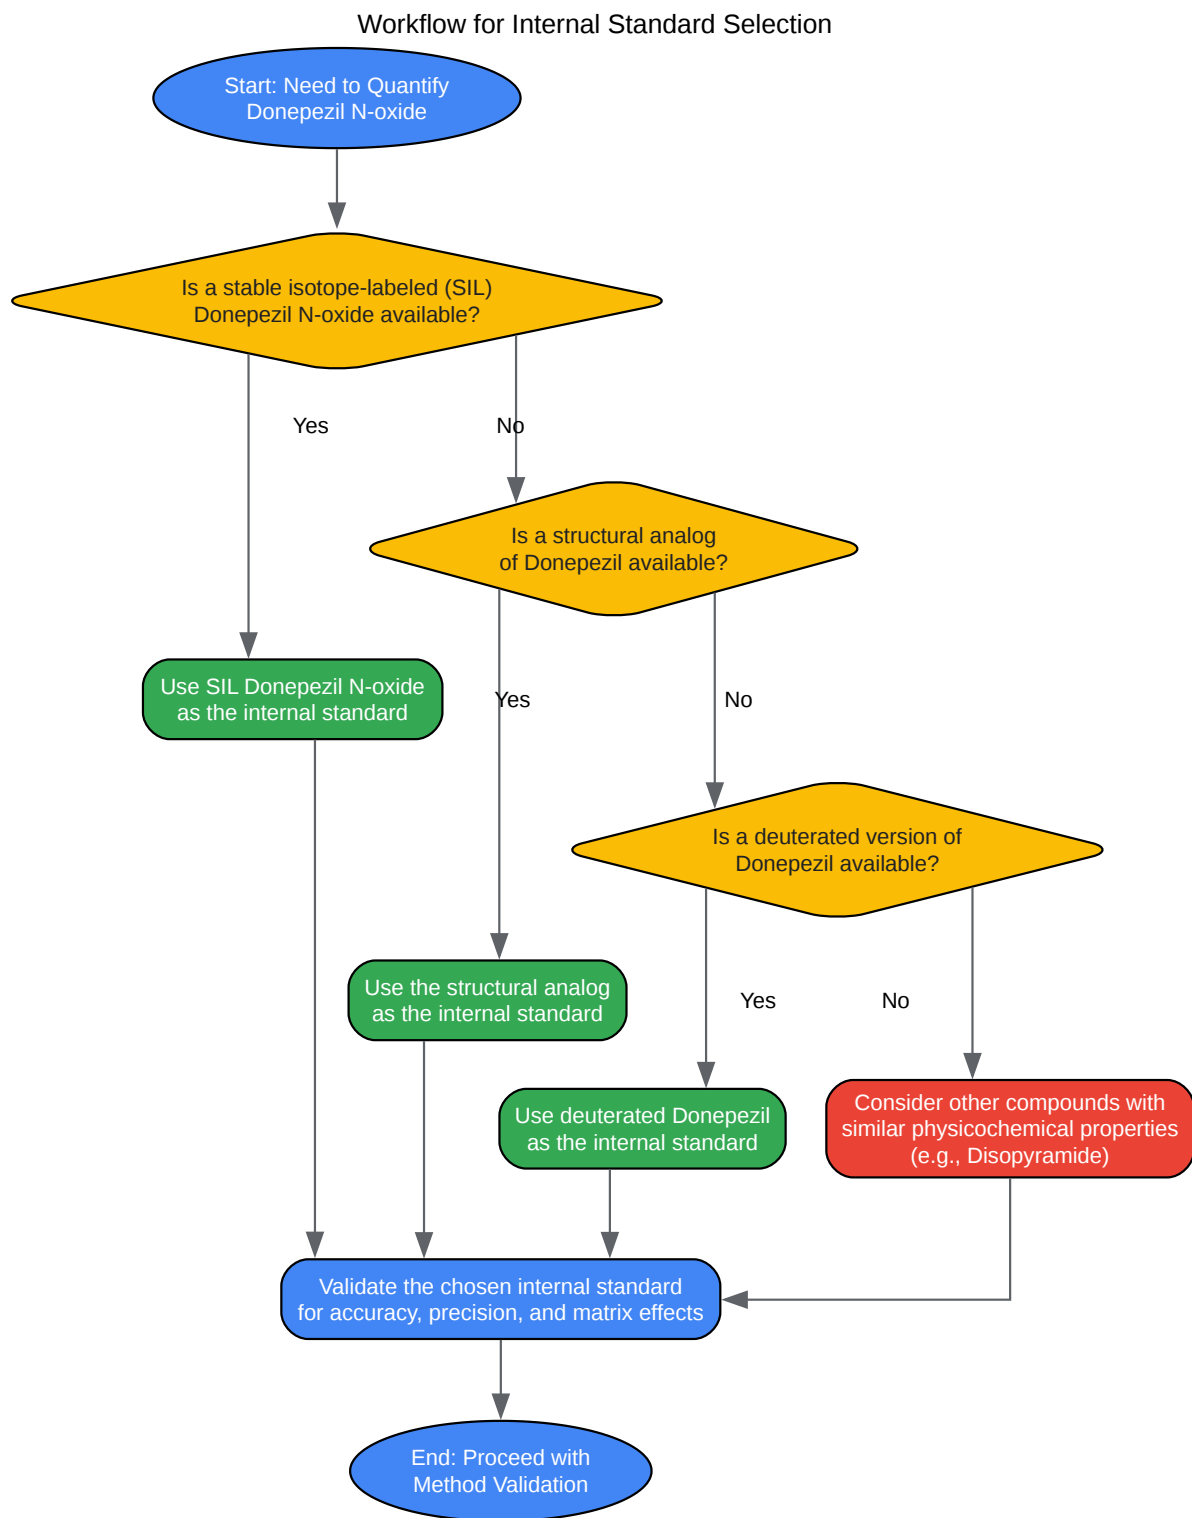 Workflow for Internal Standard Selection
Start: Need to Quantify
Donepezil N-oxide
Is a stable isotope-labeled (SIL)
Donepezil N-oxide available?
Yes
No
Is a structural analog
of Donepezil available?
Use SIL Donepezil N-oxide
as the internal standard
Yes
No
Is a deuterated version of
Donepezil available?
Use the structural analog
as the internal standard
Yes
No
Use deuterated Donepezil
as the internal standard
Consider other compounds with
similar physicochemical properties
(e.g., Disopyramide)
Validate the chosen internal standard
for accuracy, precision, and matrix effects
End: Proceed with
Method Validation